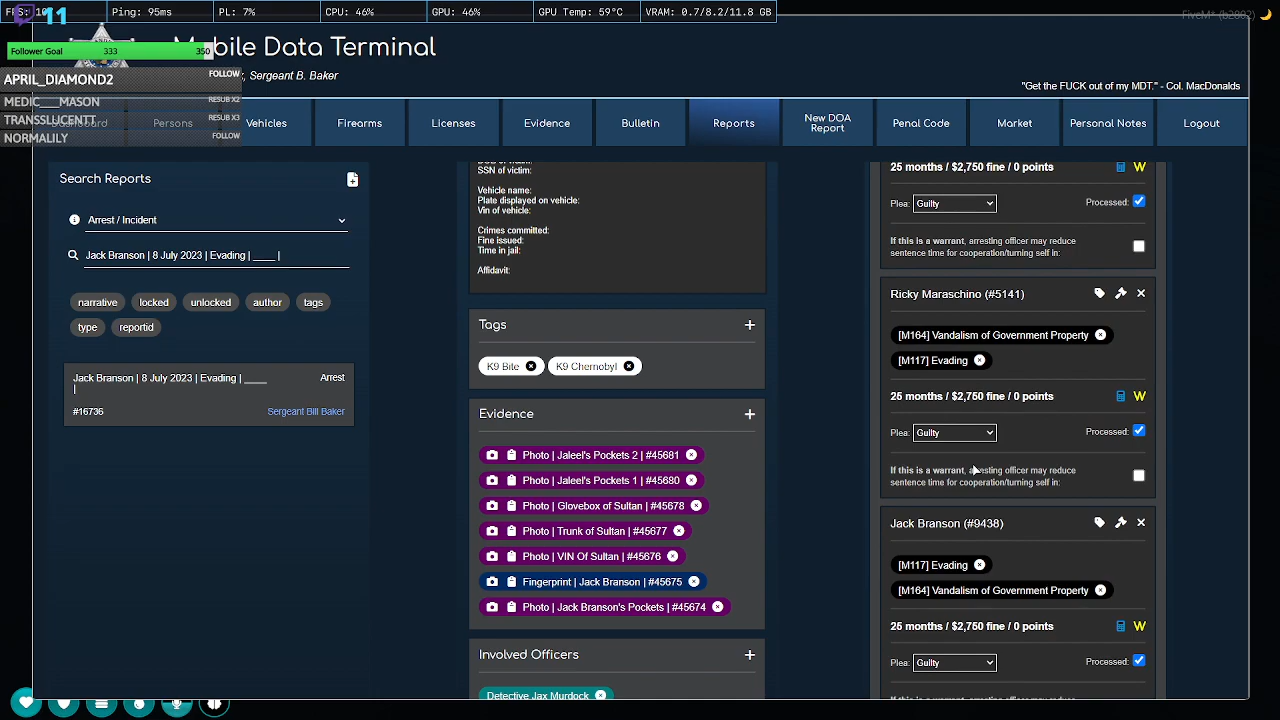 Ping: 95ms
PL: 7%
CPU: 46%
GPU: 46%
GPU Temp: 59°C
VRAM: 0.7/8.2/11.8 GB
11
FiveM* (b2802)
Follower Goal 333 350
APRIL_DIAMOND2 FOLLOW
MEDIC___MASON RESUB X2
TRANSSLICENTT RESUB X3
NORMALILY FOLLOW
Mobile Data Terminal
Sergeant B. Baker
"Get the FUCK out of my MDT." - Col. MacDonalds
Persons
Vehicles
Firearms
Licenses
Evidence
Bulletin
Reports
New DOA
Report
Penal Code
Market
Personal Notes
Logout
Search Reports
Arrest / Incident
Jack Branson | 8 July 2023 | Evading | ____ |
narrative
locked
unlocked
author
tags
type
reportid
Jack Branson | 8 July 2023 | Evading | ____
|
Arrest
#16736
Sergeant Bill Baker
SSN of victim:
Vehicle name:
Plate displayed on vehicle:
Vin of vehicle:
Crimes committed:
Fine issued:
Time in jail:
Affidavit:
Tags
K9 Bite
K9 Chernobyl
Evidence
Photo | Jaleel's Pockets 2 | #45681
Photo | Jaleel's Pockets 1 | #45680
Photo | Glovebox of Sultan | #45678
Photo | Trunk of Sultan | #45677
Photo | VIN Of Sultan | #45676
Fingerprint | Jack Branson | #45675
Photo | Jack Branson's Pockets | #45674
Involved Officers
Detective Jax Murdock
25 months / $2,750 fine / 0 points W
Plea: Guilty
Processed:
If this is a warrant, arresting officer may reduce
sentence time for cooperation/turning self in:
Ricky Maraschino (#5141)
[M164] Vandalism of Government Property
[M117] Evading
25 months / $2,750 fine / 0 points W
Plea: Guilty
Processed:
If this is a warrant, arresting officer may reduce
sentence time for cooperation/turning self in:
Jack Branson (#9438)
[M117] Evading
[M164] Vandalism of Government Property
25 months / $2,750 fine / 0 points W
Plea: Guilty
Processed: